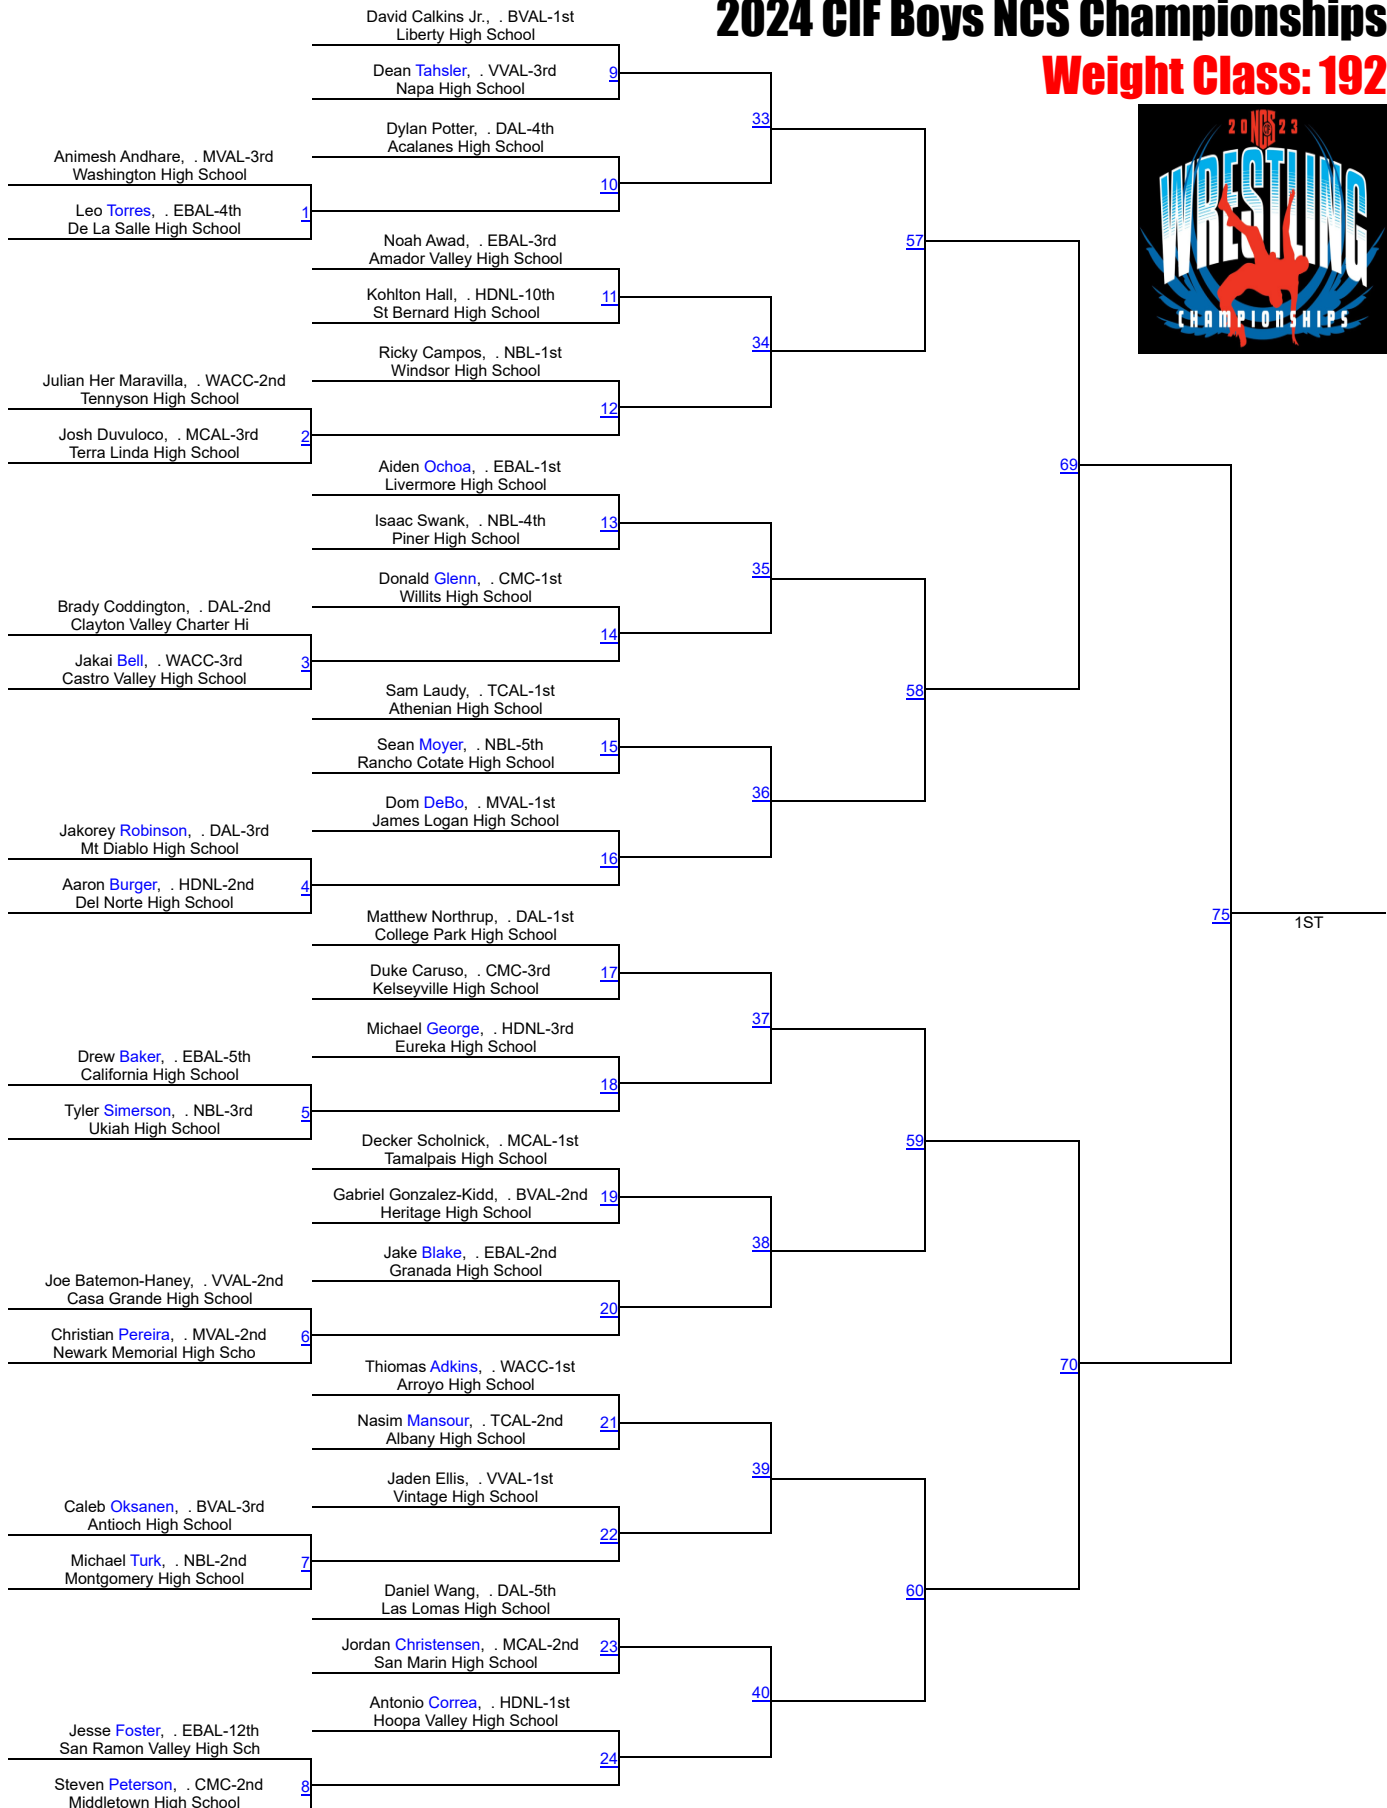 2024 CIF Boys NCS Championships
Weight Class: 192
20 NCS 23
WRESTLING
CHAMPIONSHIPS
David Calkins Jr., . BVAL-1st
Liberty High School
Dean Tahsler, . VVAL-3rd
Napa High School
9
33
Dylan Potter, . DAL-4th
Acalanes High School
Animesh Andhare, . MVAL-3rd
Washington High School
10
Leo Torres, . EBAL-4th
De La Salle High School
1
Noah Awad, . EBAL-3rd
Amador Valley High School
57
Kohlton Hall, . HDNL-10th
St Bernard High School
11
34
Ricky Campos, . NBL-1st
Windsor High School
Julian Her Maravilla, . WACC-2nd
Tennyson High School
12
Josh Duvuloco, . MCAL-3rd
Terra Linda High School
2
69
Aiden Ochoa, . EBAL-1st
Livermore High School
Isaac Swank, . NBL-4th
Piner High School
13
35
Donald Glenn, . CMC-1st
Willits High School
Brady Coddington, . DAL-2nd
Clayton Valley Charter Hi
14
Jakai Bell, . WACC-3rd
Castro Valley High School
3
Sam Laudy, . TCAL-1st
Athenian High School
58
Sean Moyer, . NBL-5th
Rancho Cotate High School
15
36
Dom DeBo, . MVAL-1st
James Logan High School
Jakorey Robinson, . DAL-3rd
Mt Diablo High School
16
Aaron Burger, . HDNL-2nd
Del Norte High School
4
Matthew Northrup, . DAL-1st
College Park High School
75
1ST
Duke Caruso, . CMC-3rd
Kelseyville High School
17
37
Michael George, . HDNL-3rd
Eureka High School
Drew Baker, . EBAL-5th
California High School
18
Tyler Simerson, . NBL-3rd
Ukiah High School
5
Decker Scholnick, . MCAL-1st
Tamalpais High School
59
Gabriel Gonzalez-Kidd, . BVAL-2nd
Heritage High School
19
38
Jake Blake, . EBAL-2nd
Granada High School
Joe Batemon-Haney, . VVAL-2nd
Casa Grande High School
20
Christian Pereira, . MVAL-2nd
Newark Memorial High Scho
6
70
Thiomas Adkins, . WACC-1st
Arroyo High School
Nasim Mansour, . TCAL-2nd
Albany High School
21
39
Jaden Ellis, . VVAL-1st
Vintage High School
Caleb Oksanen, . BVAL-3rd
Antioch High School
22
Michael Turk, . NBL-2nd
Montgomery High School
7
Daniel Wang, . DAL-5th
Las Lomas High School
60
Jordan Christensen, . MCAL-2nd
San Marin High School
23
40
Antonio Correa, . HDNL-1st
Hoopa Valley High School
Jesse Foster, . EBAL-12th
San Ramon Valley High Sch
24
Steven Peterson, . CMC-2nd
Middletown High School
8